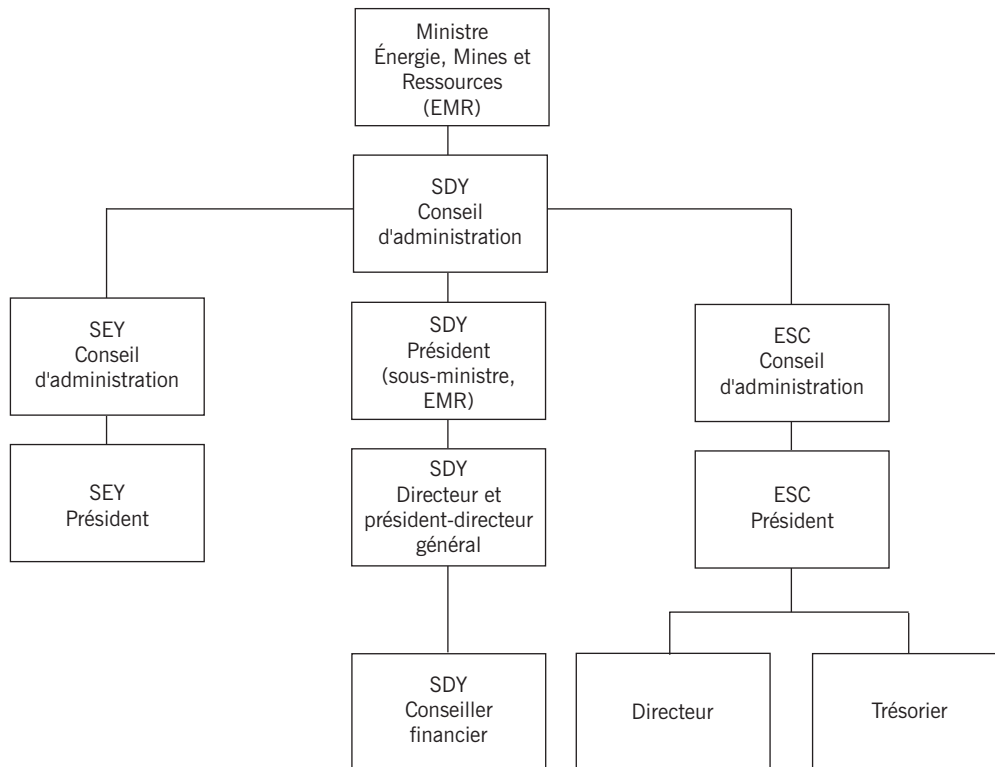 Ministre
Énergie, Mines et
Ressources
(EMR)
SDY
Conseil
d'administration
SEY
Conseil
d'administration
SDY
Président
(sous-ministre,
EMR)
ESC
Conseil
d'administration
SEY
Président
SDY
Directeur et
président-directeur
général
ESC
Président
SDY
Conseiller
financier
Directeur
Trésorier